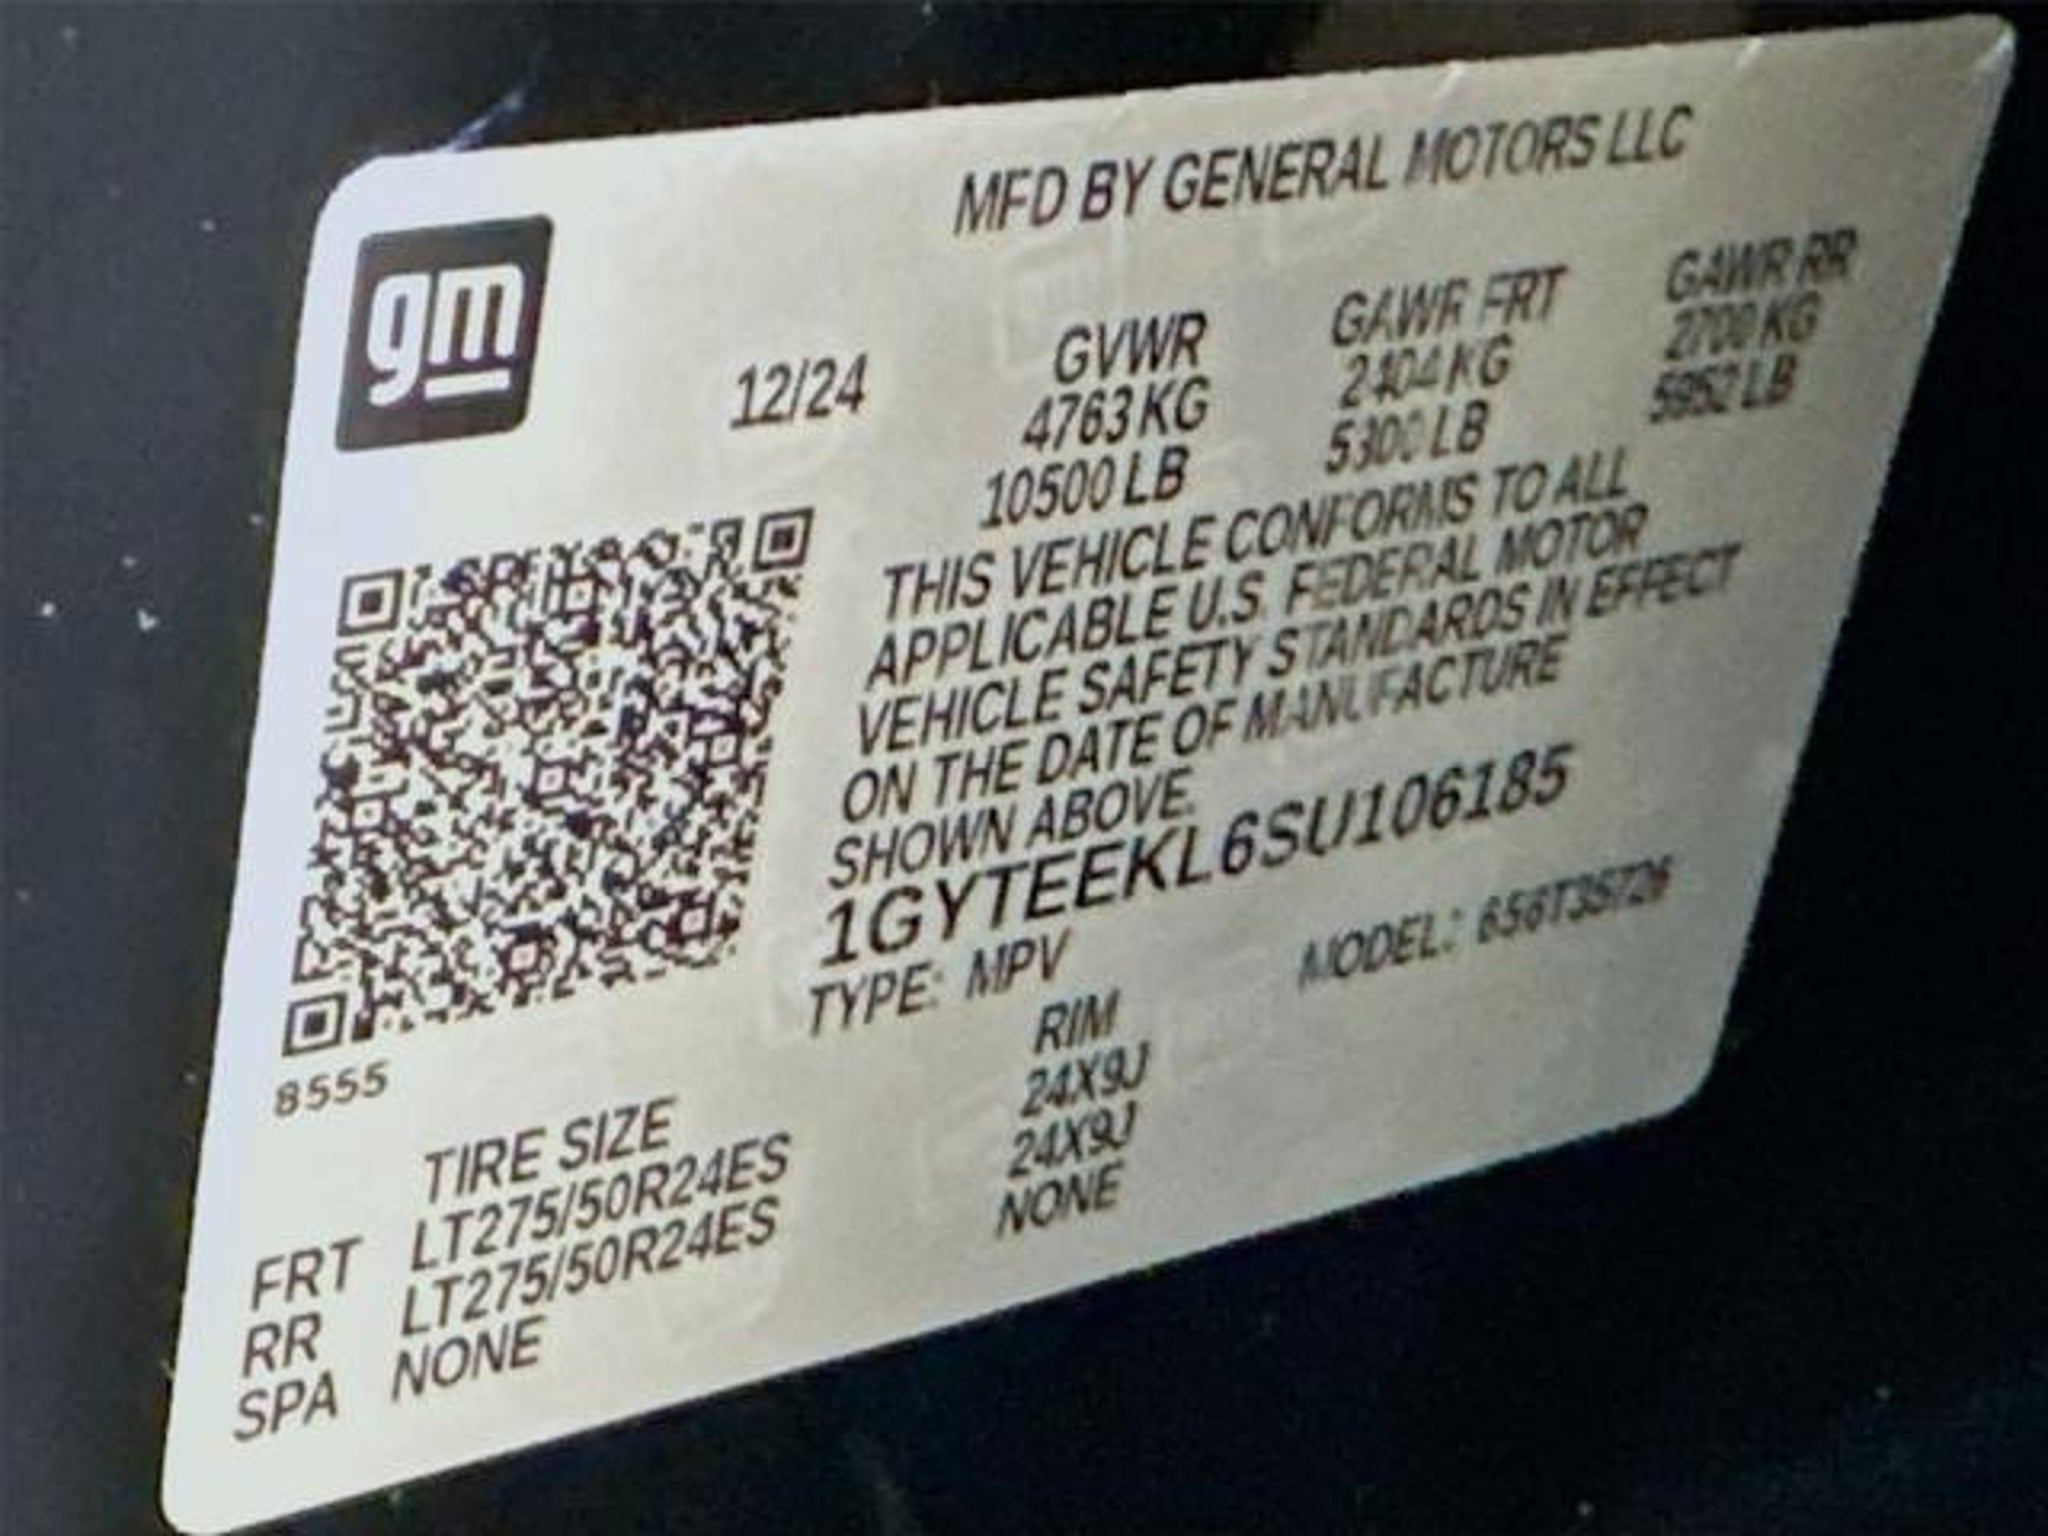 gm
MFD BY GENERAL MOTORS LLC
12/24
GVWR
4763 KG
10500 LB
GAWR FRT
2404 KG
5300 LB
GAWR RR
2700 KG
5952 LB
THIS VEHICLE CONFORMS TO ALL
APPLICABLE U.S. FEDERAL MOTOR
VEHICLE SAFETY STANDARDS IN EFFECT
ON THE DATE OF MANUFACTURE
SHOWN ABOVE.
1GYTEEKL6SU106185
TYPE: MPV
MODEL:
8555
TIRE SIZE
RIM
FRT LT275/50R24ES 24X9J
RR LT275/50R24ES 24X9J
SPA NONE NONE